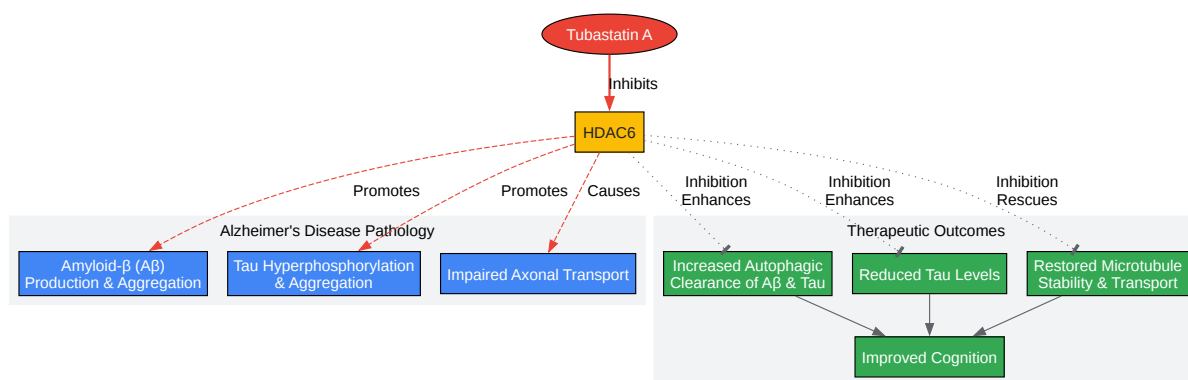 Tubastatin A
Inhibits
HDAC6
Promotes
Promotes
Causes
Inhibition
Enhances
Inhibition
Enhances
Inhibition
Rescues
Alzheimer's Disease Pathology
Therapeutic Outcomes
Amyloid-β (Aβ)
Production & Aggregation
Tau Hyperphosphorylation
& Aggregation
Impaired Axonal Transport
Increased Autophagic
Clearance of Aβ & Tau
Reduced Tau Levels
Restored Microtubule
Stability & Transport
Improved Cognition